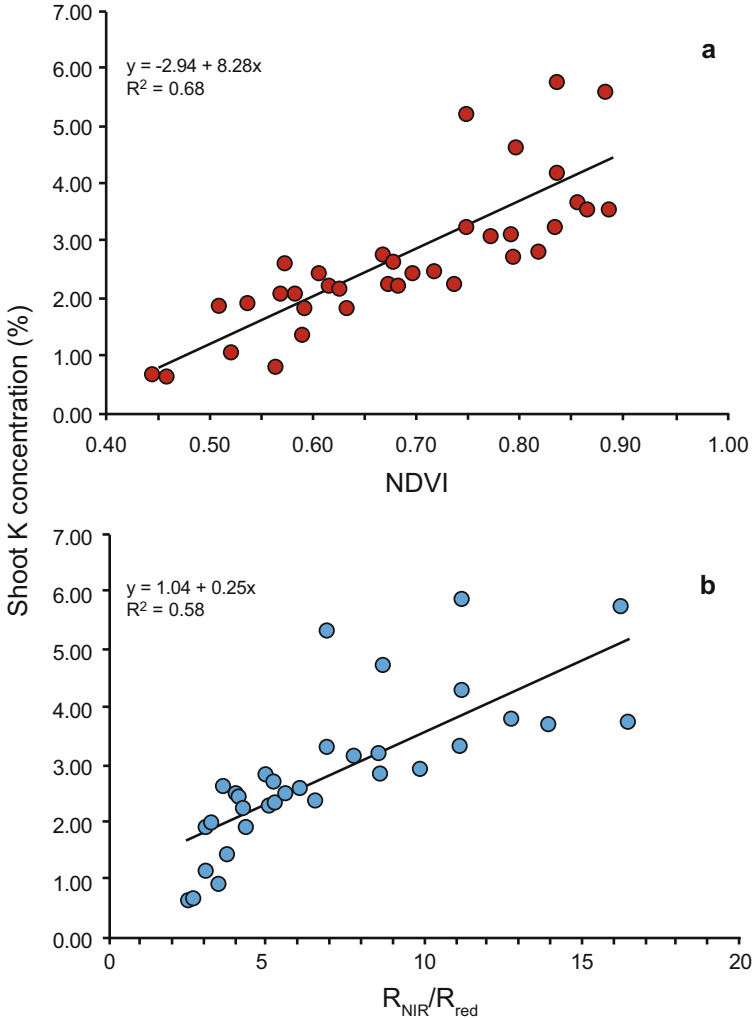 Shoot K concentration (%)
7.00
6.00
5.00
4.00
3.00
2.00
1.00
0.00
a
y = -2.94 + 8.28x
R² = 0.68
0.40 0.50 0.60 0.70 0.80 0.90 1.00
NDVI
7.00
6.00
5.00
4.00
3.00
2.00
1.00
0.00
b
y = 1.04 + 0.25x
R² = 0.58
0 5 10 15 20
R_NIR/R_red